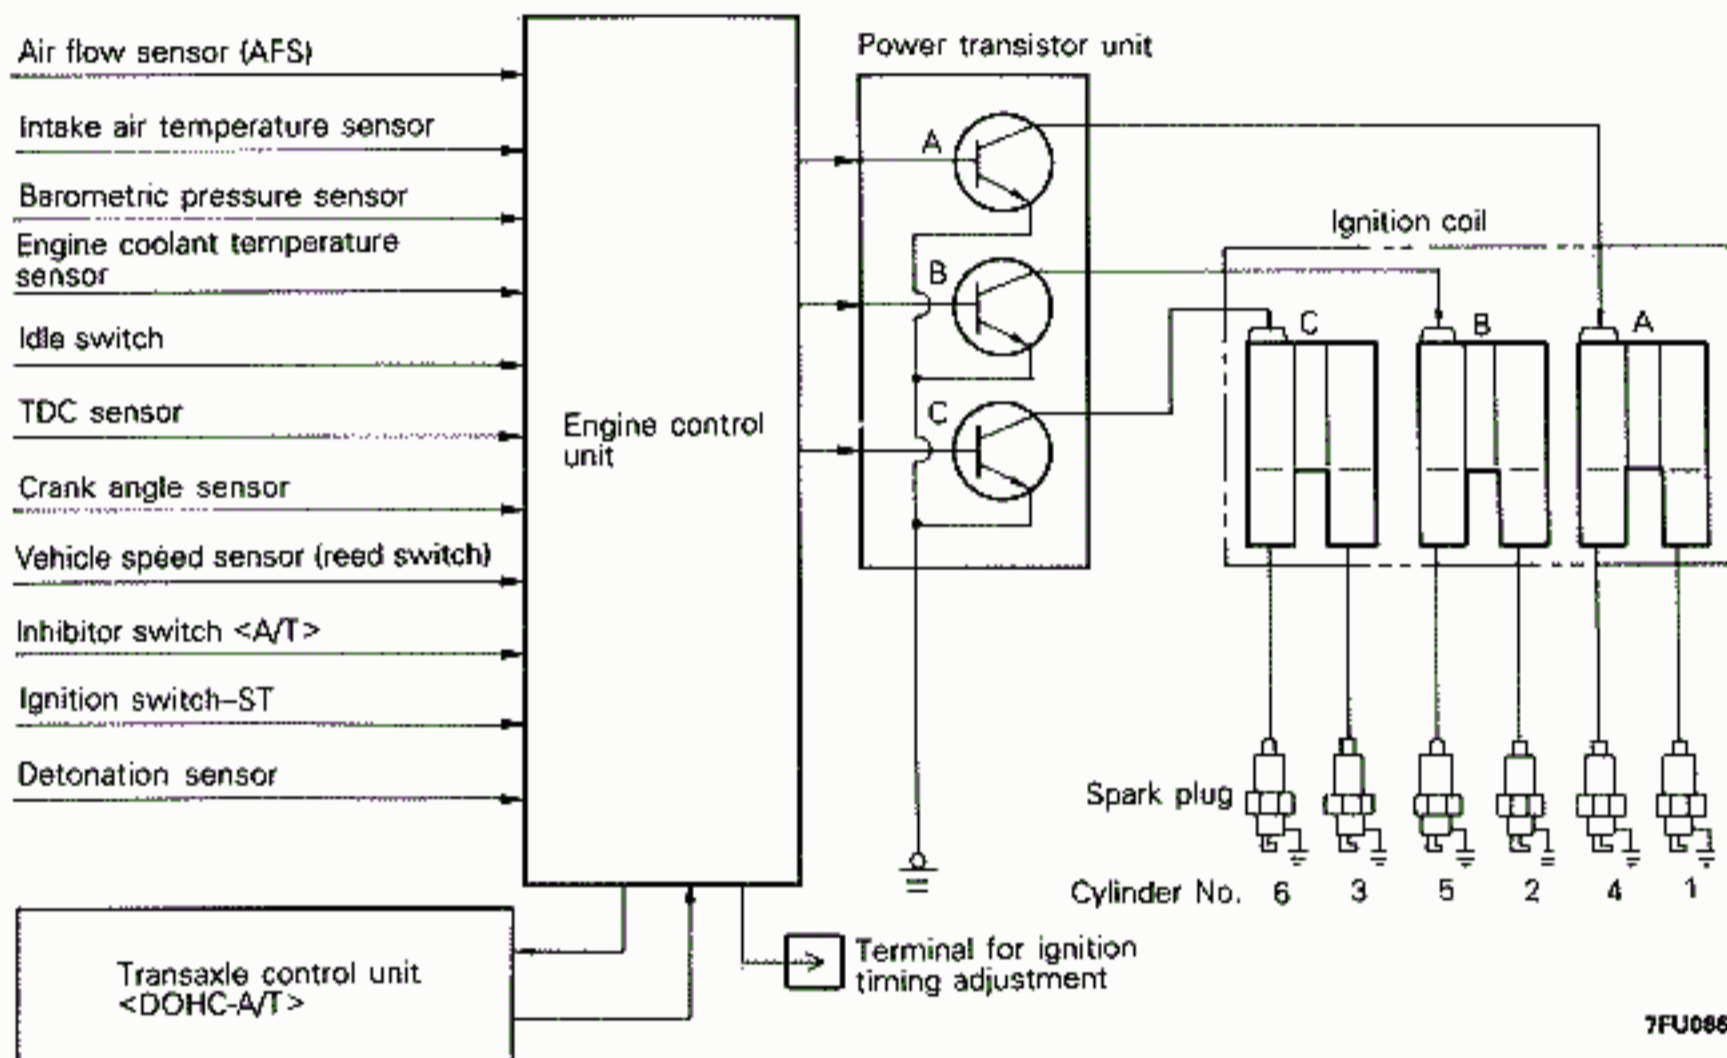 Air flow sensor (AFS)
Intake air temperature sensor
Barometric pressure sensor
Engine coolant temperature
sensor
Idle switch
TDC sensor
Crank angle sensor
Vehicle speed sensor (reed switch)
Inhibitor switch <A/T>
Ignition switch–ST
Detonation sensor
Engine control
unit
Transaxle control unit
<DOHC-A/T>
Terminal for ignition
timing adjustment
Power transistor unit
A
B
C
Ignition coil
C B A
Spark plug
Cylinder No. 6 3 5 2 4 1